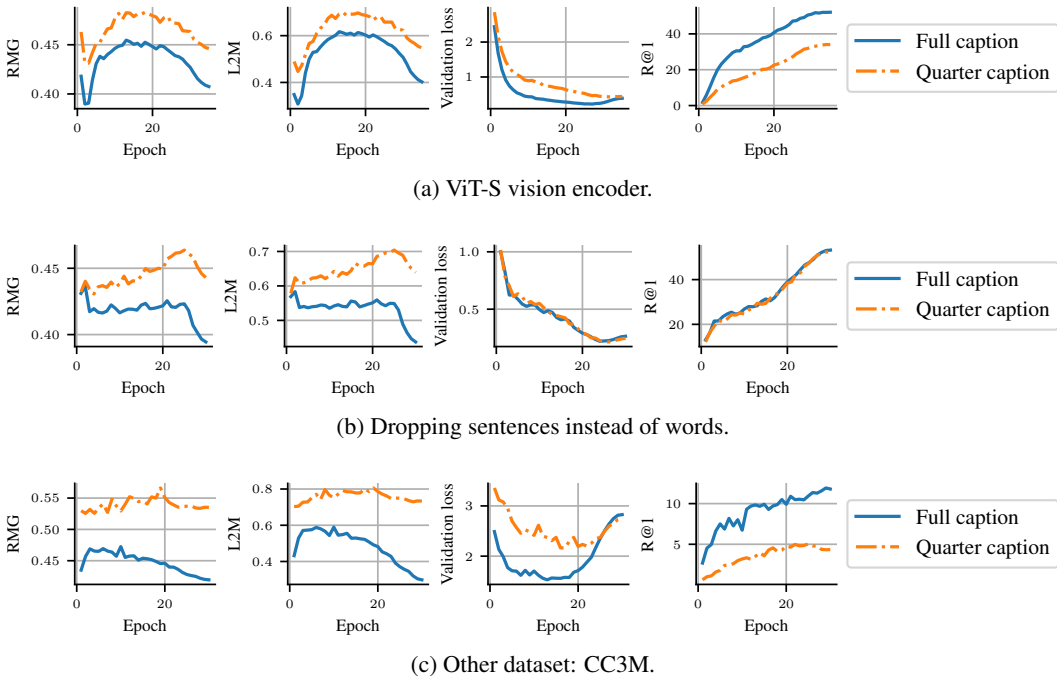 RMG
0.45
0.40
0
20
Epoch
L2M
0.6
0.4
0
20
Epoch
Validation loss
2
1
0
20
Epoch
R@1
40
20
0
0
20
Epoch
Full caption
Quarter caption
(a) ViT-S vision encoder.
RMG
0.45
0.40
0
20
Epoch
L2M
0.7
0.6
0.5
0
20
Epoch
Validation loss
1.0
0.5
0
20
Epoch
R@1
40
20
0
20
Epoch
Full caption
Quarter caption
(b) Dropping sentences instead of words.
RMG
0.55
0.50
0.45
0
20
Epoch
L2M
0.8
0.6
0.4
0
20
Epoch
Validation loss
3
2
0
20
Epoch
R@1
10
5
0
20
Epoch
Full caption
Quarter caption
(c) Other dataset: CC3M.